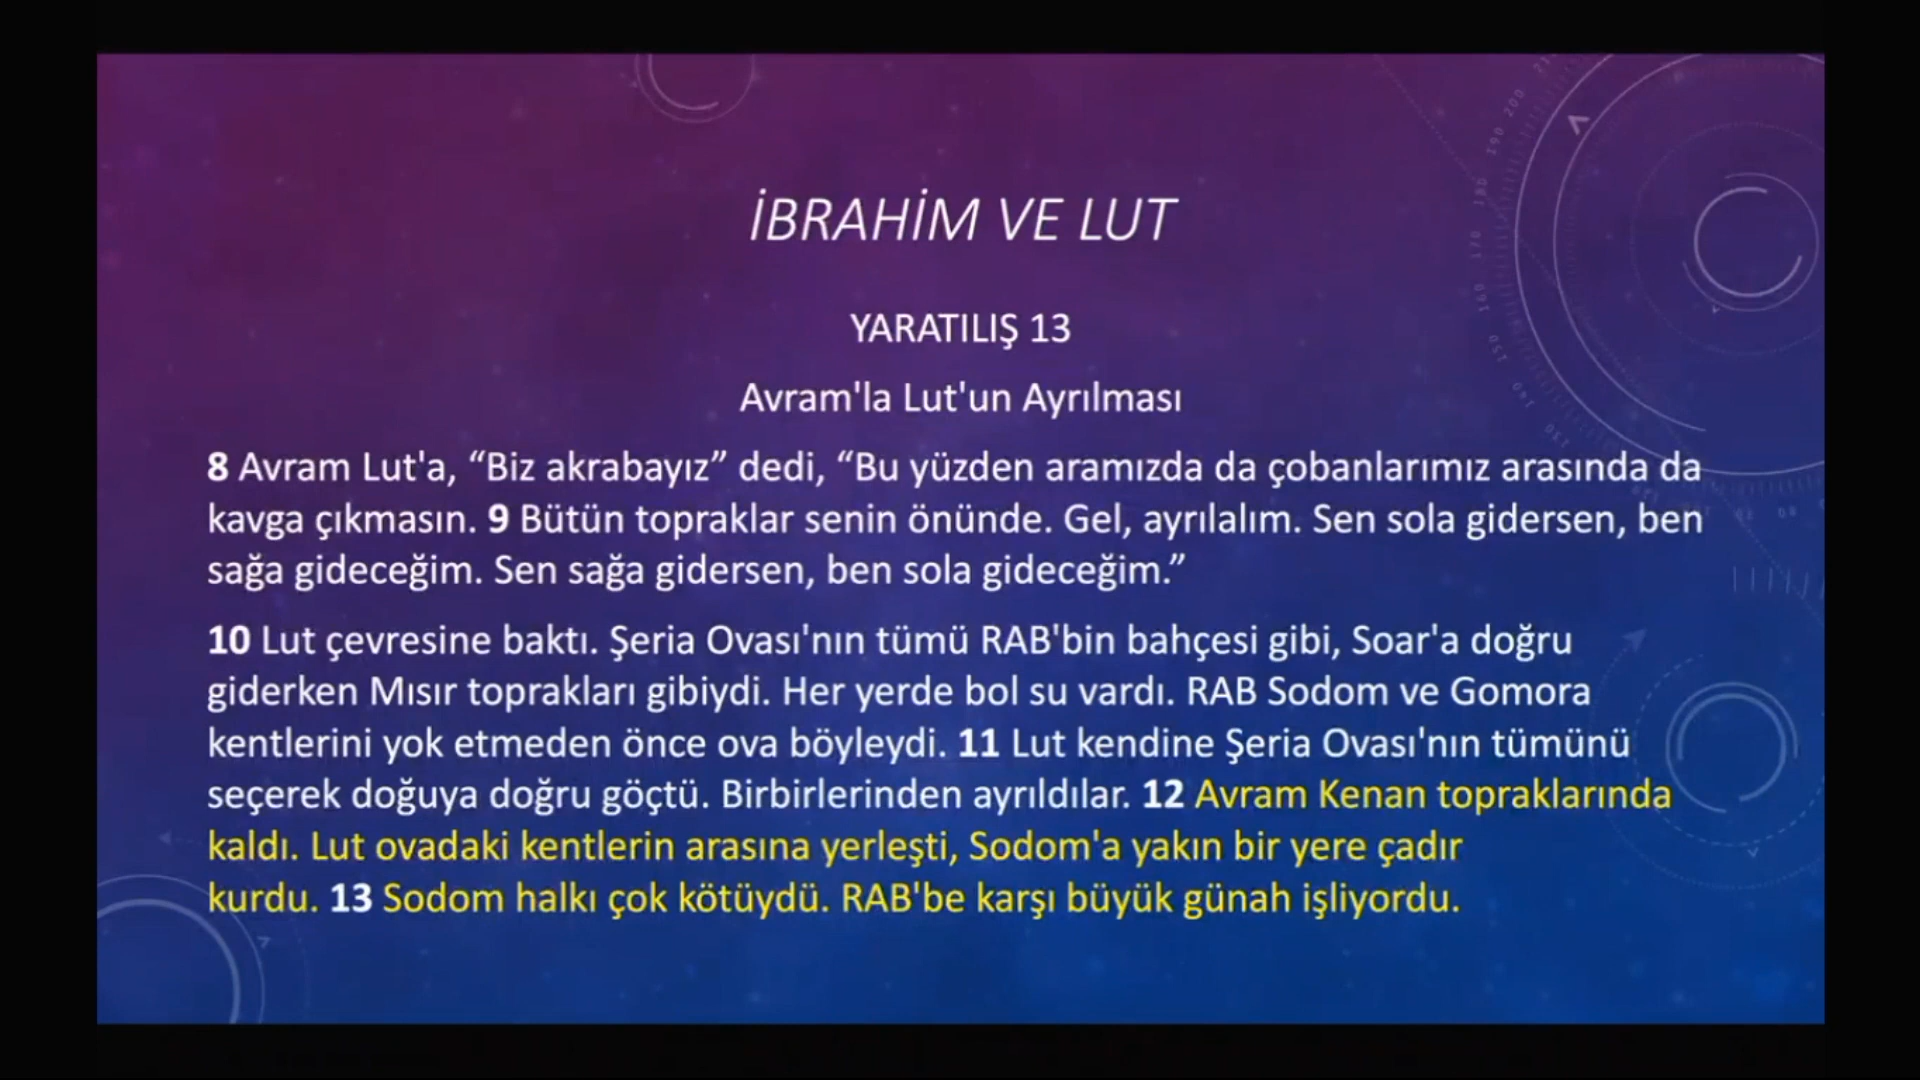 İBRAHİM VE LUT
YARATILIŞ 13
Avram'la Lut'un Ayrılması
8 Avram Lut'a, “Biz akrabayız” dedi, “Bu yüzden aramızda da çobanlarımız arasında da
kavga çıkmasın. 9 Bütün topraklar senin önünde. Gel, ayrılalım. Sen sola gidersen, ben
sağa gideceğim. Sen sağa gidersen, ben sola gideceğim.”
10 Lut çevresine baktı. Şeria Ovası'nın tümü RAB'bin bahçesi gibi, Soar'a doğru
giderken Mısır toprakları gibiydi. Her yerde bol su vardı. RAB Sodom ve Gomora
kentlerini yok etmeden önce ova böyleydi. 11 Lut kendine Şeria Ovası'nın tümünü
seçerek doğuya doğru göçtü. Birbirlerinden ayrıldılar. 12 Avram Kenan topraklarında
kaldı. Lut ovadaki kentlerin arasına yerleşti, Sodom'a yakın bir yere çadır
kurdu. 13 Sodom halkı çok kötüydü. RAB'be karşı büyük günah işliyordu.